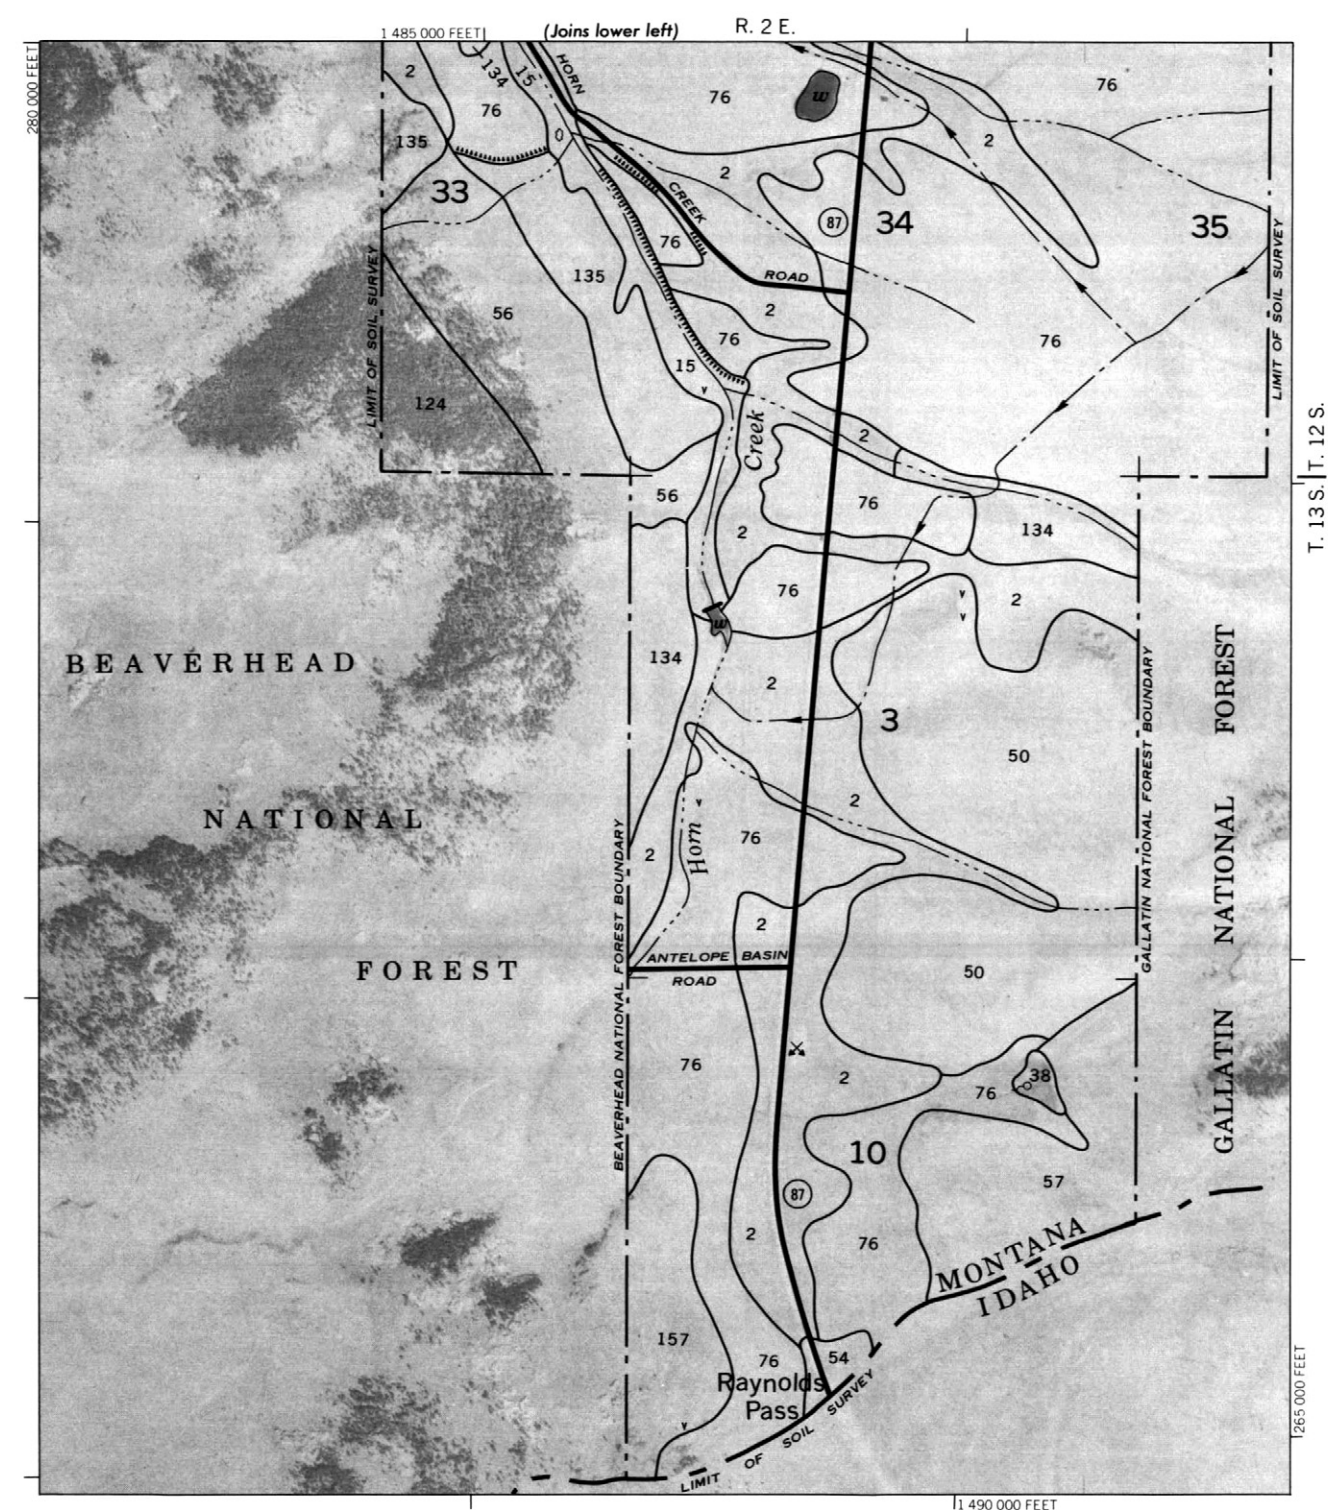 1 485 000 FEET
(Joins lower left)
R. 2 E.
280 000 FEET
2
134
15
HORN
76
76
w
76
135
2
2
33
CREEK
87
34
35
76
LIMIT OF SOIL SURVEY
135
ROAD
LIMIT OF SOIL SURVEY
56
2
76
76
15
124
Creek
2
T. 12 S.
T. 13 S.
56
76
2
134
76
2
w
134
2
BEAVERHEAD
3
50
GALLATIN NATIONAL FOREST BOUNDARY
GALLATIN NATIONAL FOREST
2
NATIONAL
76
Horn
2
2
BEAVERHEAD NATIONAL FOREST BOUNDARY
ANTELOPE BASIN
ROAD
FOREST
50
76
2
76
38
10
57
87
2
76
MONTANA
IDAHO
157
76
54
Raynolds
Pass
LIMIT OF SOIL SURVEY
265 000 FEET
1 490 000 FEET